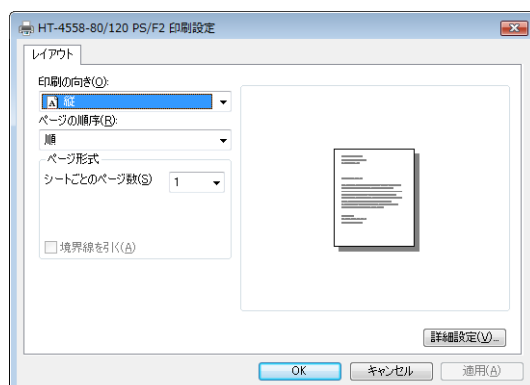 HT-4558-80/120 PS/F2 印刷設定
レイアウト
印刷の向き(O):
A 縦
ページの順序(R):
順
ページ形式
シートごとのページ数(S) 1
境界線を引く(A)
詳細設定(V)...
OK キャンセル 適用(A)